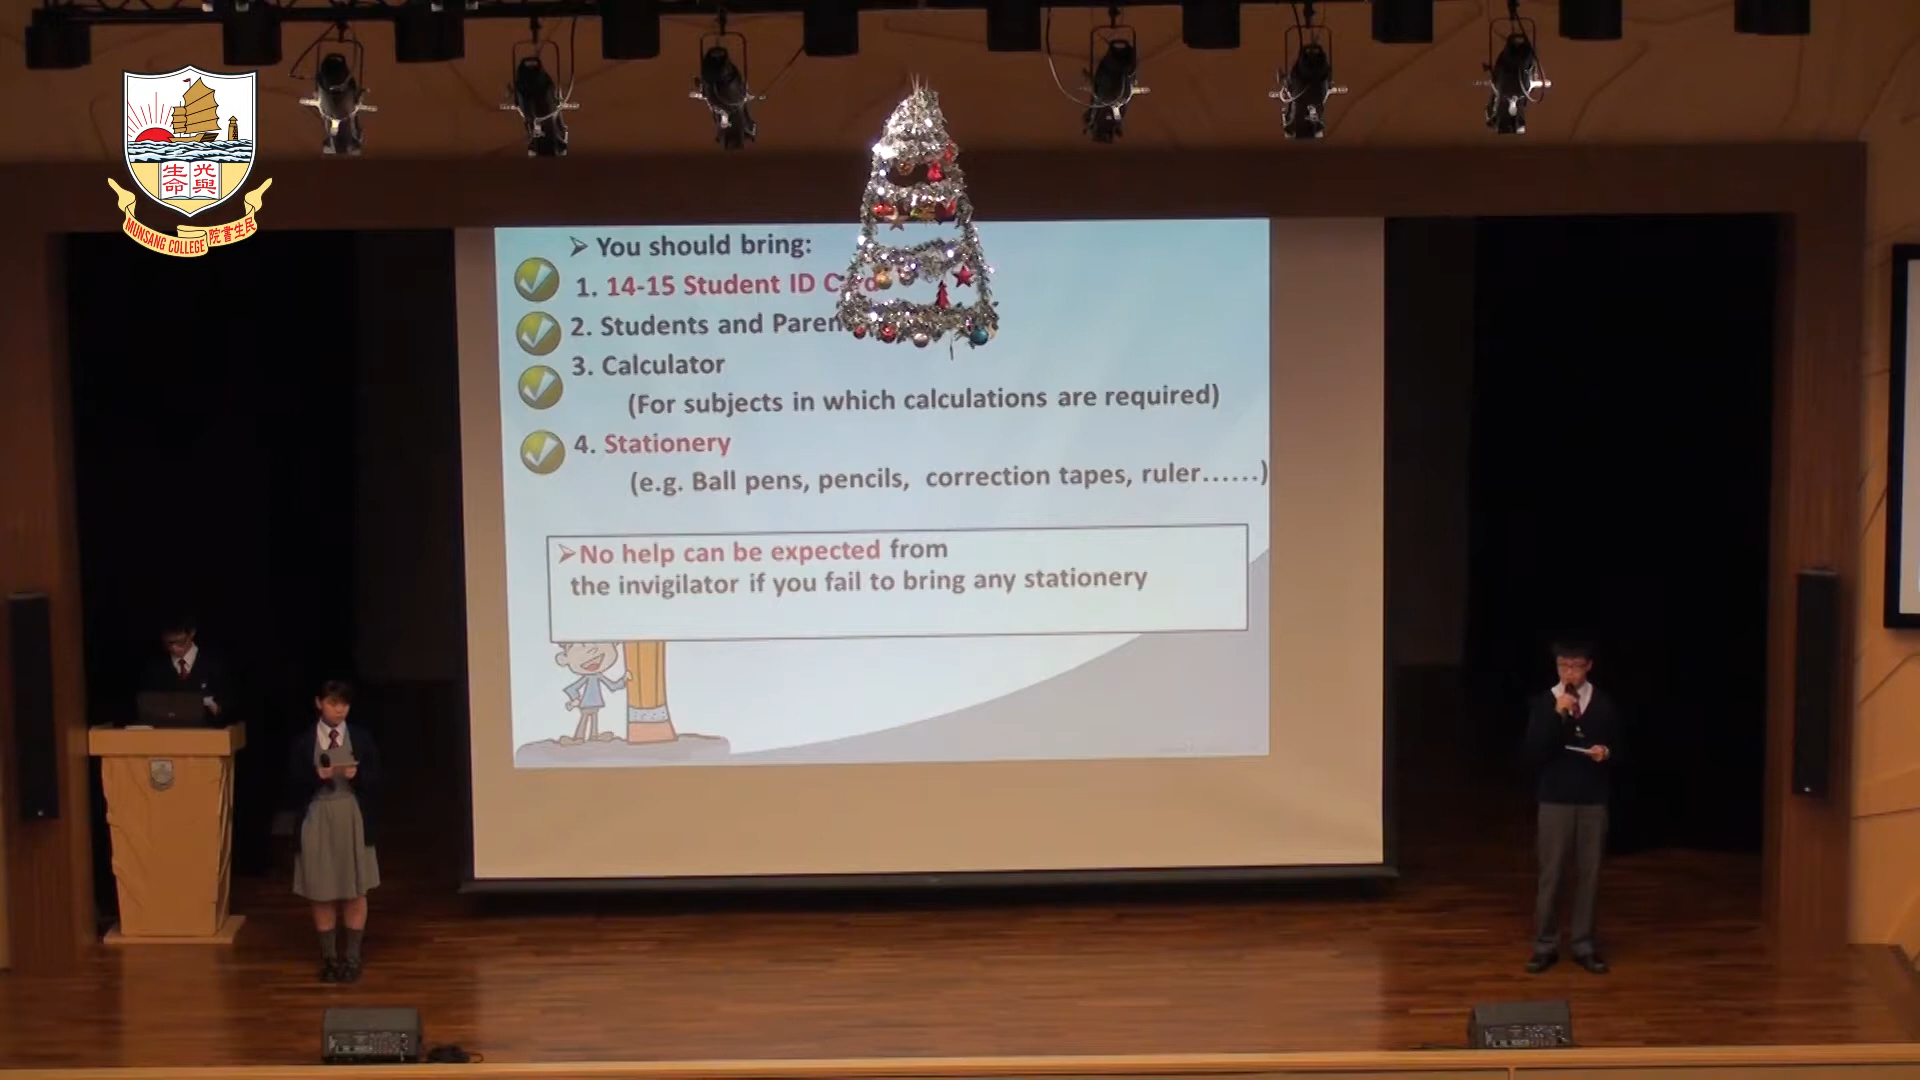 生命
光與
MUNSANG COLLEGE 院書生民
➢ You should bring:
1. 14-15 Student ID
2. Students and
3. Calculator
(For subjects in which calculations are required)
4. Stationery
(e.g. Ball pens, pencils, correction tapes, ruler……)
➢No help can be expected from
the invigilator if you fail to bring any stationery